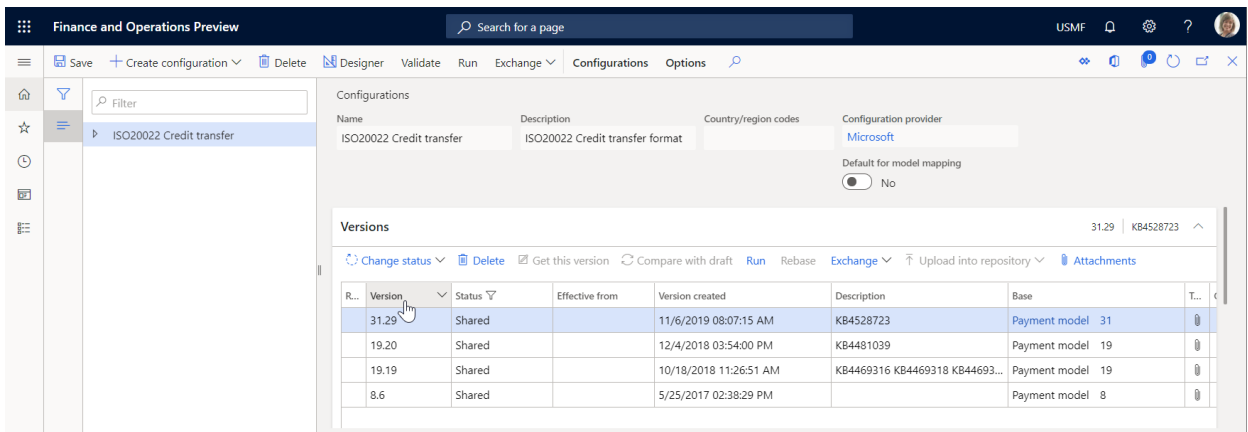 Finance and Operations Preview
Search for a page
USMF
?
Save
Create configuration
Delete
Designer
Validate
Run
Exchange
Configurations
Options
0
Filter
ISO20022 Credit transfer
Configurations
Name
Description
Country/region codes
Configuration provider
ISO20022 Credit transfer
ISO20022 Credit transfer format
Microsoft
Default for model mapping
No
Versions
31.29
KB4528723
Change status
Delete
Get this version
Compare with draft
Run
Rebase
Exchange
Upload into repository
Attachments
R... Version Status Effective from Version created Description Base T...
31.29 Shared 11/6/2019 08:07:15 AM KB4528723 Payment model 31
19.20 Shared 12/4/2018 03:54:00 PM KB4481039 Payment model 19
19.19 Shared 10/18/2018 11:26:51 AM KB4469316 KB4469318 KB44693... Payment model 19
8.6 Shared 5/25/2017 02:38:29 PM Payment model 8